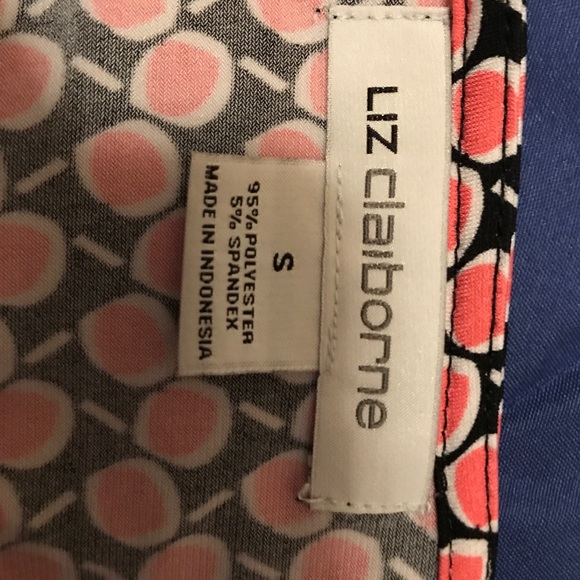 LIZ claiborne
S
95% POLYESTER
5% SPANDEX
MADE IN INDONESIA